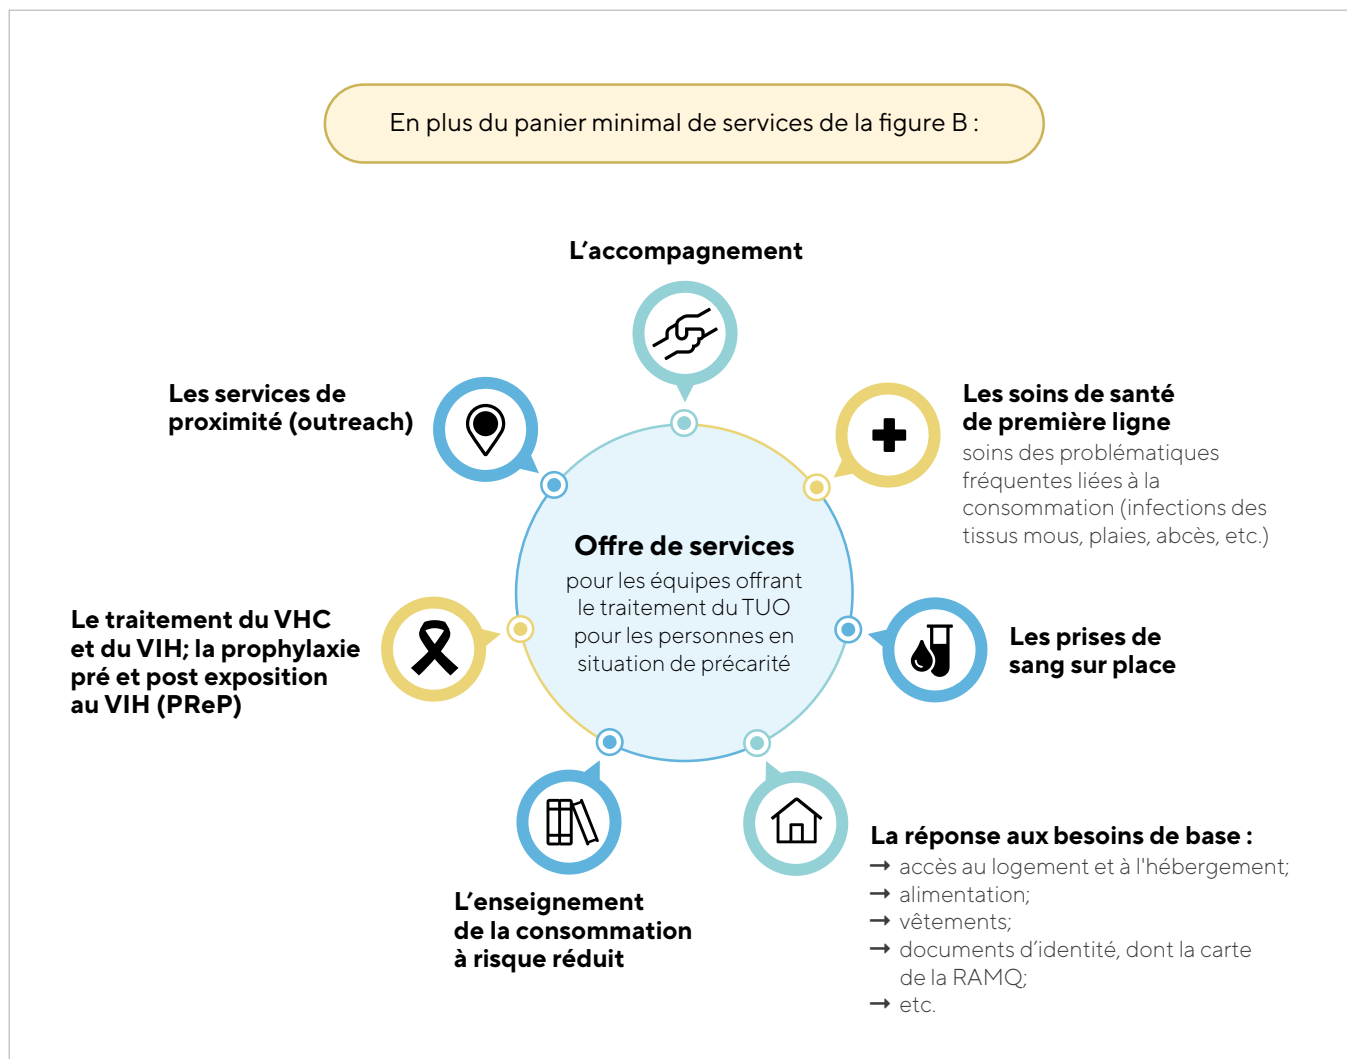 En plus du panier minimal de services de la figure B :
L’accompagnement
Les services de
proximité (outreach)
Les soins de santé
de première ligne
soins des problématiques
fréquentes liées à la
consommation (infections des
tissus mous, plaies, abcès, etc.)
Offre de services
pour les équipes offrant
le traitement du TUO
pour les personnes en
situation de précarité
Le traitement du VHC
et du VIH; la prophylaxie
pré et post exposition
au VIH (PReP)
Les prises de
sang sur place
L’enseignement
de la consommation
à risque réduit
La réponse aux besoins de base :
→ accès au logement et à l'hébergement;
→ alimentation;
→ vêtements;
→ documents d’identité, dont la carte
de la RAMQ;
→ etc.